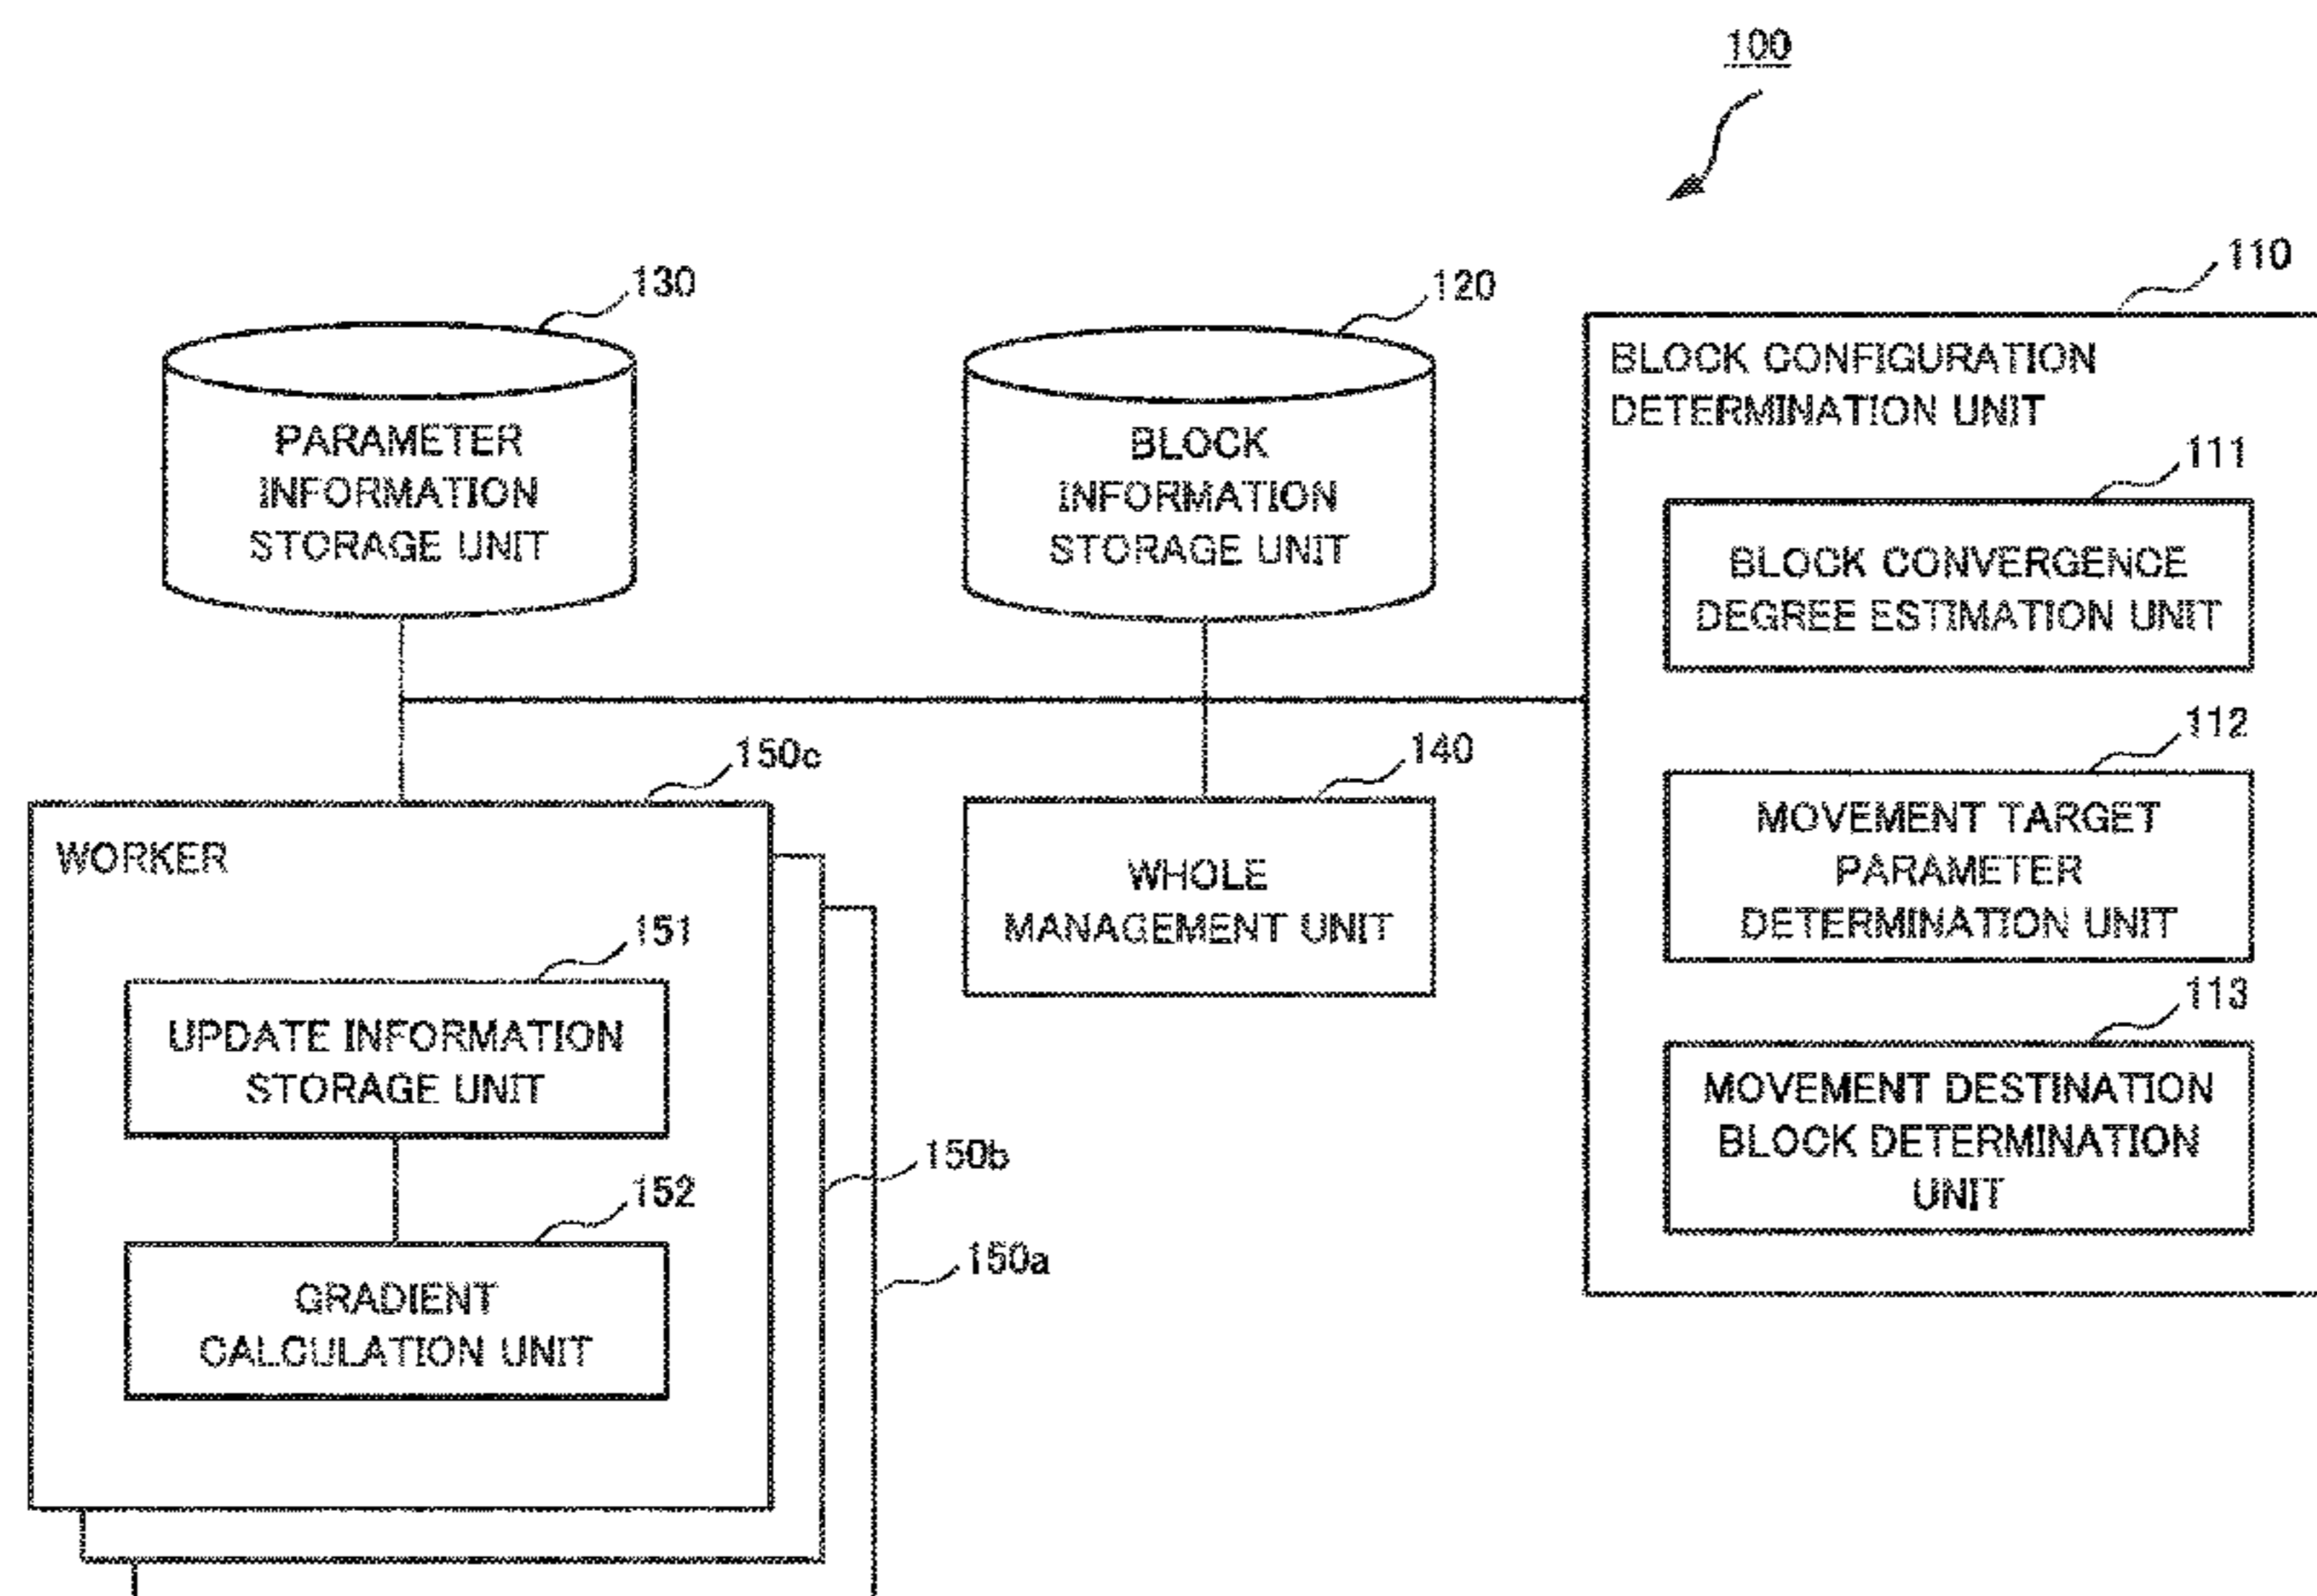 100
130
120
110
PARAMETER
INFORMATION
STORAGE UNIT
BLOCK
INFORMATION
STORAGE UNIT
BLOCK CONFIGURATION
DETERMINATION UNIT
111
BLOCK CONVERGENCE
DEGREE ESTIMATION UNIT
112
MOVEMENT TARGET
PARAMETER
DETERMINATION UNIT
113
MOVEMENT DESTINATION
BLOCK DETERMINATION
UNIT
150c
WORKER
151
UPDATE INFORMATION
STORAGE UNIT
152
GRADIENT
CALCULATION UNIT
150b
150a
140
WHOLE
MANAGEMENT UNIT